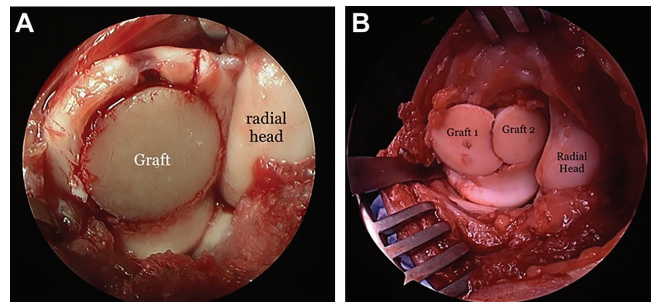 A
radial
head
Graft
B
Graft 1
Graft 2
Radial
Head